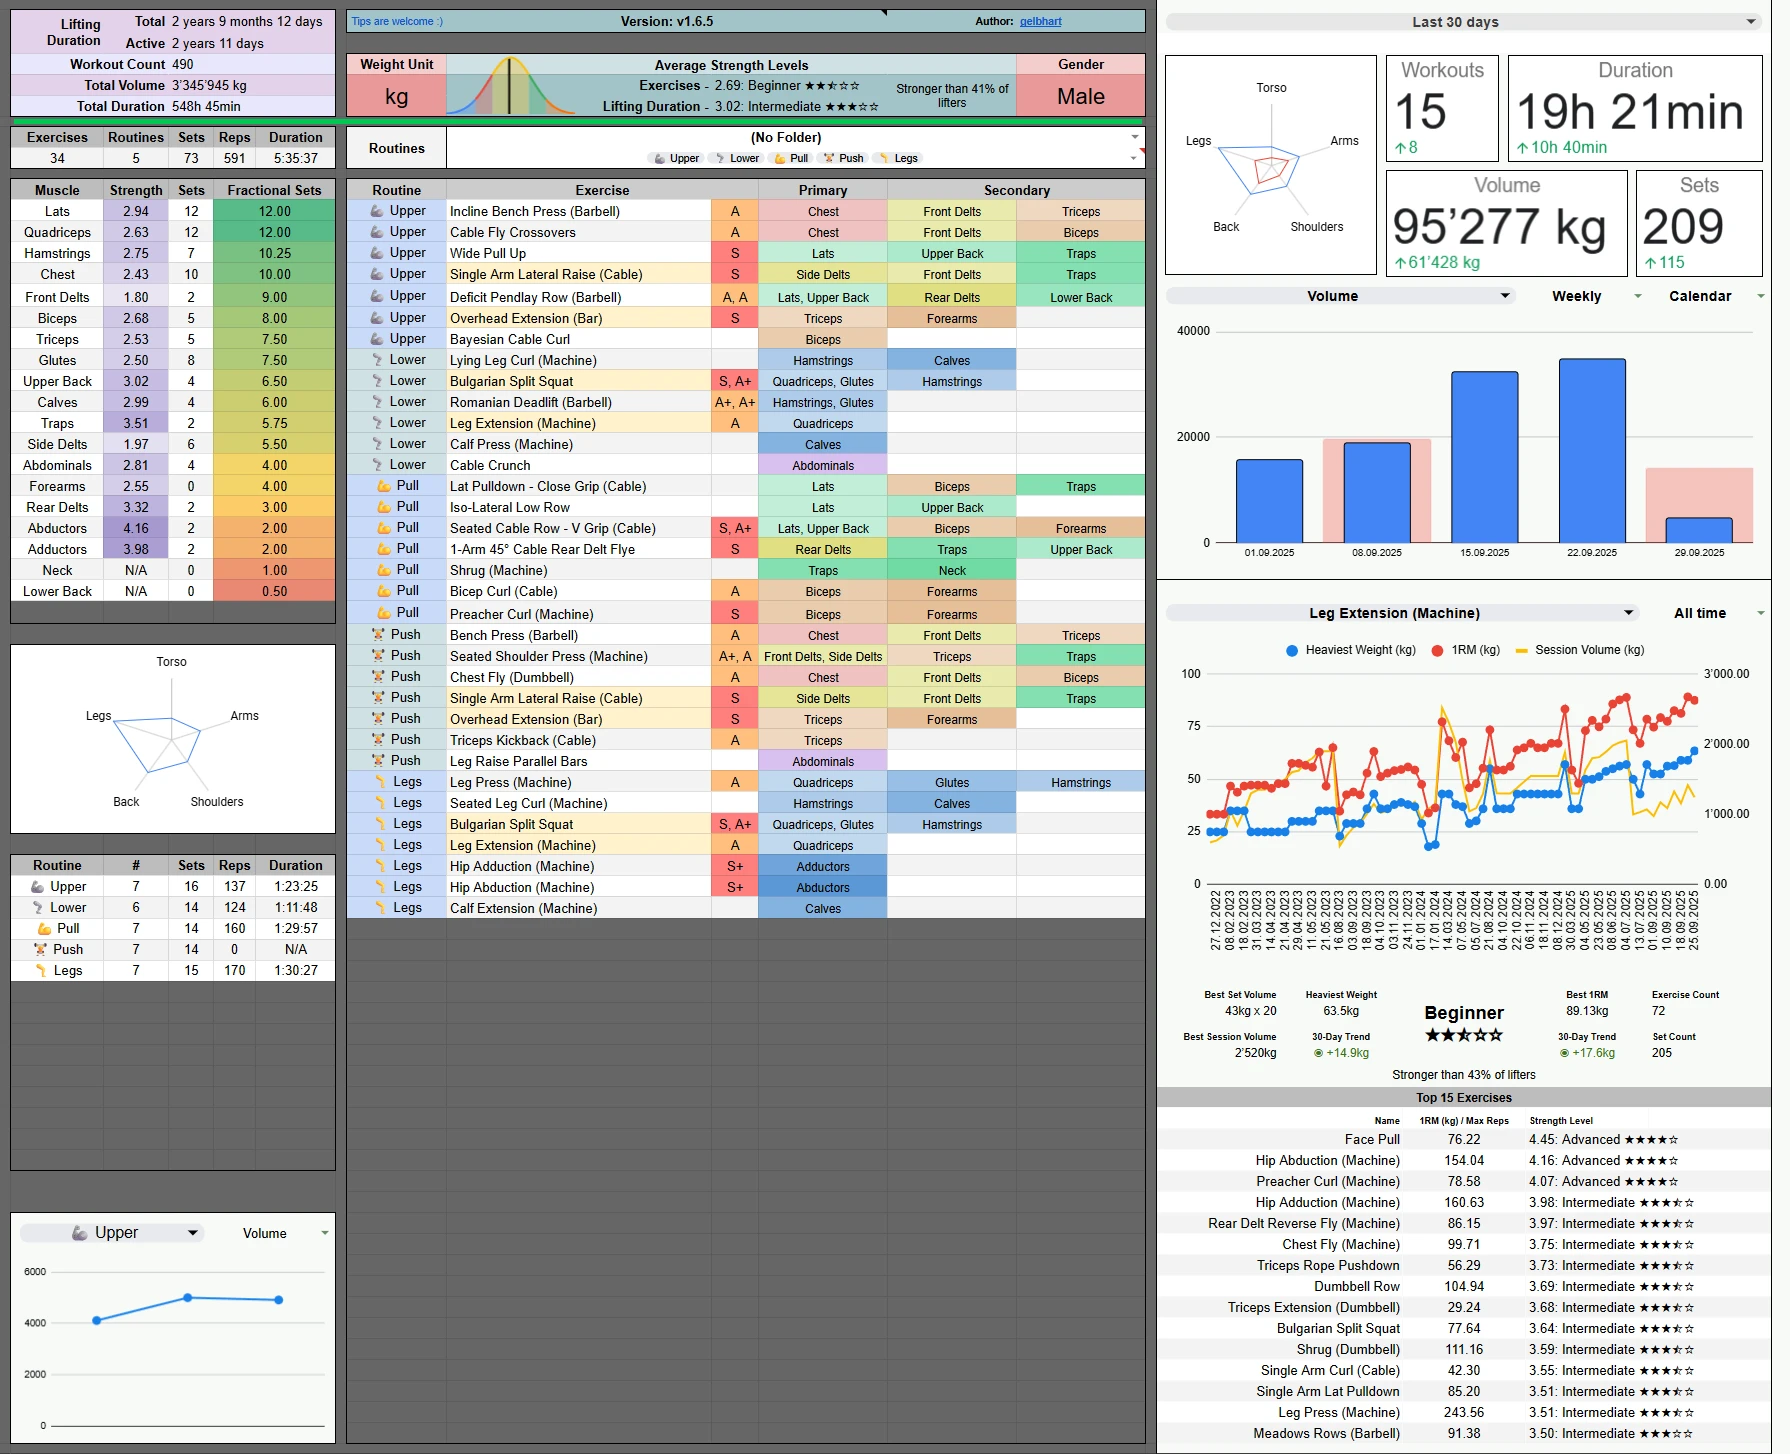 Lifting Duration Total 2 years 9 months 12 days
Active 2 years 11 days
Workout Count 490
Total Volume 3’345’945 kg
Total Duration 548h 45min
Exercises Routines Sets Reps Duration
34 5 73 591 5:35:37
Muscle Strength Sets Fractional Sets
Lats 2.94 12 12.00
Quadriceps 2.63 12 12.00
Hamstrings 2.75 7 10.25
Chest 2.43 10 10.00
Front Delts 1.80 2 9.00
Biceps 2.68 5 8.00
Triceps 2.53 5 7.50
Glutes 2.50 8 7.50
Upper Back 3.02 4 6.50
Calves 2.99 4 6.00
Traps 3.51 2 5.75
Side Delts 1.97 6 5.50
Abdominals 2.81 4 4.00
Forearms 2.55 0 4.00
Rear Delts 3.32 2 3.00
Abductors 4.16 2 2.00
Adductors 3.98 2 2.00
Neck N/A 0 1.00
Lower Back N/A 0 0.50
Torso
Legs Arms
Back Shoulders
Routine # Sets Reps Duration
Upper 7 16 137 1:23:25
Lower 6 14 124 1:11:48
Pull 7 14 160 1:29:57
Push 7 14 0 N/A
Legs 7 15 170 1:30:27
Upper Volume
6000
4000
2000
0
Tips are welcome :) Version: v1.6.5 Author: gelbhart
Weight Unit
kg
Average Strength Levels
Exercises - 2.69: Beginner ★★⯪☆☆
Lifting Duration - 3.02: Intermediate ★★★☆☆
Stronger than 41% of
lifters
Gender
Male
Routines
(No Folder)
Upper Lower Pull Push Legs
Routine Exercise Primary Secondary
Upper Incline Bench Press (Barbell) A Chest Front Delts Triceps
Upper Cable Fly Crossovers A Chest Front Delts Biceps
Upper Wide Pull Up S Lats Upper Back Traps
Upper Single Arm Lateral Raise (Cable) S Side Delts Front Delts Traps
Upper Deficit Pendlay Row (Barbell) A, A Lats, Upper Back Rear Delts Lower Back
Upper Overhead Extension (Bar) S Triceps Forearms
Upper Bayesian Cable Curl Biceps
Lower Lying Leg Curl (Machine) Hamstrings Calves
Lower Bulgarian Split Squat S, A+ Quadriceps, Glutes Hamstrings
Lower Romanian Deadlift (Barbell) A+, A+ Hamstrings, Glutes
Lower Leg Extension (Machine) A Quadriceps
Lower Calf Press (Machine) Calves
Lower Cable Crunch Abdominals
Pull Lat Pulldown - Close Grip (Cable) Lats Biceps Traps
Pull Iso-Lateral Low Row Lats Upper Back
Pull Seated Cable Row - V Grip (Cable) S, A+ Lats, Upper Back Biceps Forearms
Pull 1-Arm 45° Cable Rear Delt Flye S Rear Delts Traps Upper Back
Pull Shrug (Machine) Traps Neck
Pull Bicep Curl (Cable) A Biceps Forearms
Pull Preacher Curl (Machine) S Biceps Forearms
Push Bench Press (Barbell) A Chest Front Delts Triceps
Push Seated Shoulder Press (Machine) A+, A Front Delts, Side Delts Triceps Traps
Push Chest Fly (Dumbbell) A Chest Front Delts Biceps
Push Single Arm Lateral Raise (Cable) S Side Delts Front Delts Traps
Push Overhead Extension (Bar) S Triceps Forearms
Push Triceps Kickback (Cable) A Triceps
Push Leg Raise Parallel Bars Abdominals
Legs Leg Press (Machine) A Quadriceps Glutes Hamstrings
Legs Seated Leg Curl (Machine) Hamstrings Calves
Legs Bulgarian Split Squat S, A+ Quadriceps, Glutes Hamstrings
Legs Leg Extension (Machine) A Quadriceps
Legs Hip Adduction (Machine) S+ Adductors
Legs Hip Abduction (Machine) S+ Abductors
Legs Calf Extension (Machine) Calves
Last 30 days
Torso
Legs Arms
Back Shoulders
Workouts
15
↑8
Duration
19h 21min
↑10h 40min
Volume
95’277 kg
↑61’428 kg
Sets
209
↑115
Volume Weekly Calendar
40000
20000
0
01.09.2025 08.09.2025 15.09.2025 22.09.2025 29.09.2025
Leg Extension (Machine) All time
Heaviest Weight (kg) 1RM (kg) Session Volume (kg)
100 3’000.00
75 2’000.00
50
25 1’000.00
0 0.00
27.12.2022 08.02.2023 18.02.2023 31.03.2023 14.04.2023 21.04.2023 29.04.2023 11.05.2023 21.05.2023 16.08.2023 03.09.2023 18.09.2023 04.10.2023 03.11.2023 24.11.2023 01.01.2024 17.01.2024 14.03.2024 07.05.2024 05.07.2024 21.08.2024 04.10.2024 22.10.2024 06.11.2024 18.11.2024 08.12.2024 30.03.2025 04.05.2025 23.05.2025 08.06.2025 04.07.2025 13.07.2025 01.09.2025 10.09.2025 18.09.2025 25.09.2025
Best Set Volume Heaviest Weight Best 1RM Exercise Count
43kg x 20 63.5kg Beginner 89.13kg 72
★★⯪☆☆
Best Session Volume 30-Day Trend 30-Day Trend Set Count
2’520kg ◉ +14.9kg ◉ +17.6kg 205
Stronger than 43% of lifters
Top 15 Exercises
Name 1RM (kg) / Max Reps Strength Level
Face Pull 76.22 4.45: Advanced ★★★★☆
Hip Abduction (Machine) 154.04 4.16: Advanced ★★★★☆
Preacher Curl (Machine) 78.58 4.07: Advanced ★★★★☆
Hip Adduction (Machine) 160.63 3.98: Intermediate ★★★⯪☆
Rear Delt Reverse Fly (Machine) 86.15 3.97: Intermediate ★★★⯪☆
Chest Fly (Machine) 99.71 3.75: Intermediate ★★★⯪☆
Triceps Rope Pushdown 56.29 3.73: Intermediate ★★★⯪☆
Dumbbell Row 104.94 3.69: Intermediate ★★★⯪☆
Triceps Extension (Dumbbell) 29.24 3.68: Intermediate ★★★⯪☆
Bulgarian Split Squat 77.64 3.64: Intermediate ★★★⯪☆
Shrug (Dumbbell) 111.16 3.59: Intermediate ★★★⯪☆
Single Arm Curl (Cable) 42.30 3.55: Intermediate ★★★⯪☆
Single Arm Lat Pulldown 85.20 3.51: Intermediate ★★★⯪☆
Leg Press (Machine) 243.56 3.51: Intermediate ★★★⯪☆
Meadows Rows (Barbell) 91.38 3.50: Intermediate ★★★☆☆